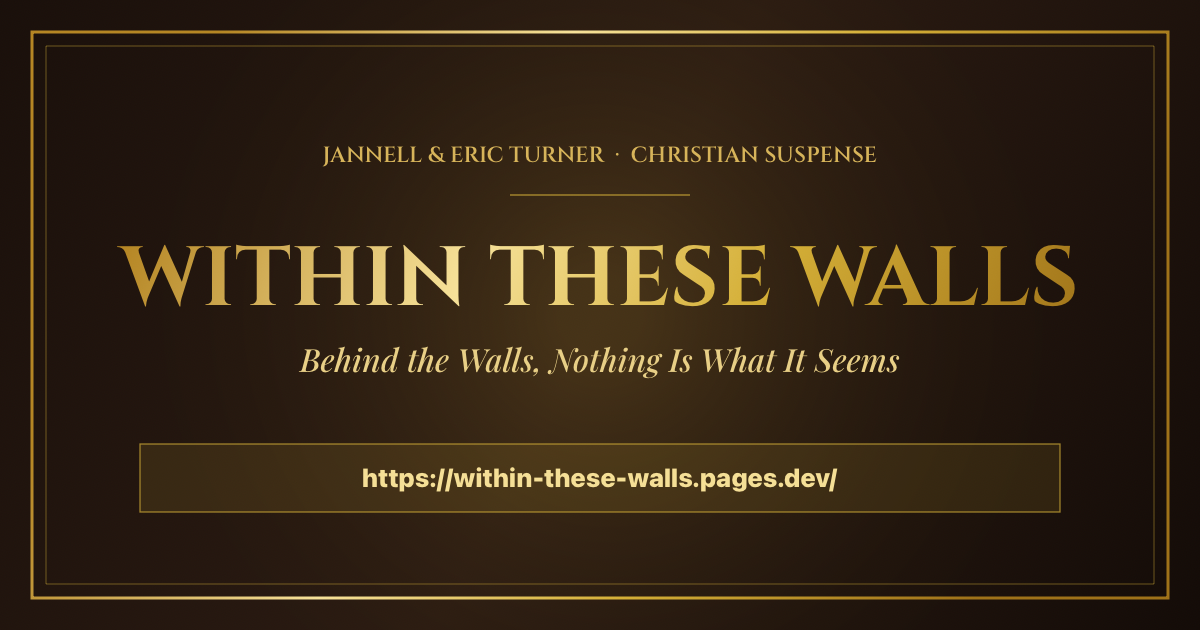 JANNELL & ERIC TURNER · CHRISTIAN SUSPENSE
WITHIN THESE WALLS
Behind the Walls, Nothing Is What It Seems
https://within-these-walls.pages.dev/